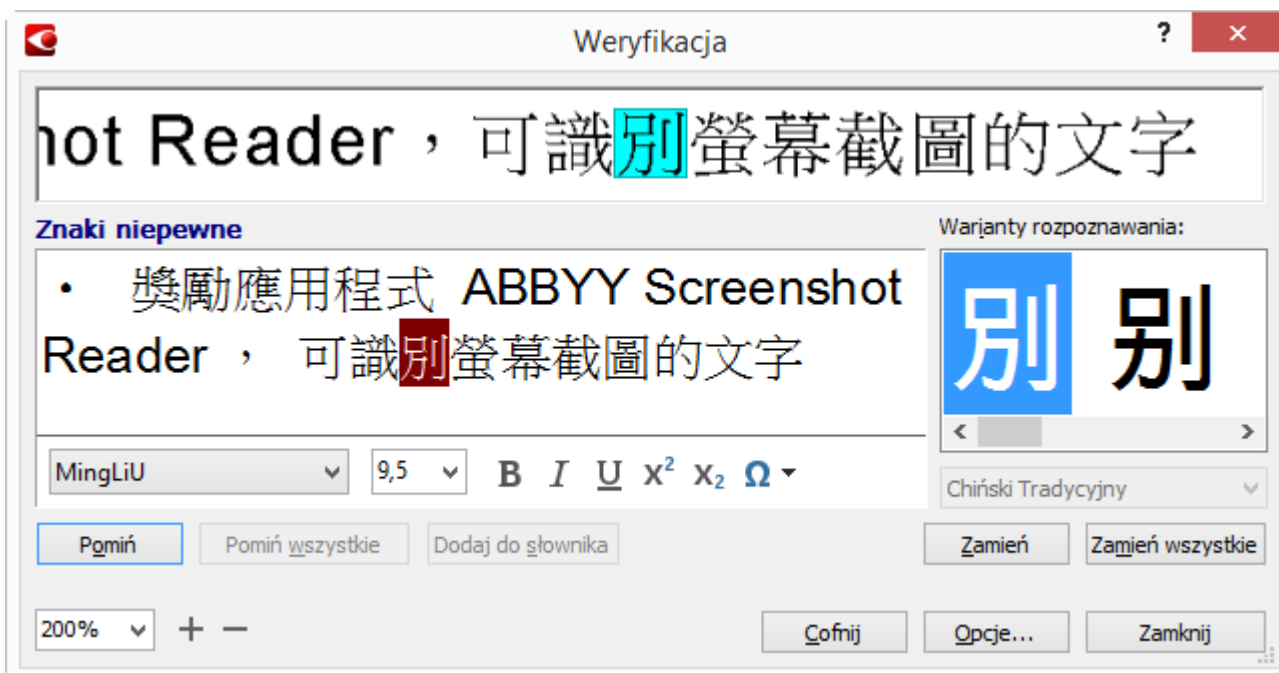 Weryfikacja ?
hot Reader，可識別螢幕截圖的文字
Znaki niepewne
Warianty rozpoznawania:
• 獎勵應用程式 ABBYY Screenshot
Reader， 可識別螢幕截圖的文字
別 别
MingLiU 9,5 B I U X² X₂ Ω
Chiński Tradycyjny
Pomiń Pomiń wszystkie Dodaj do słownika Zamień Zamień wszystkie
200% + − Cofnij Opcje... Zamknij